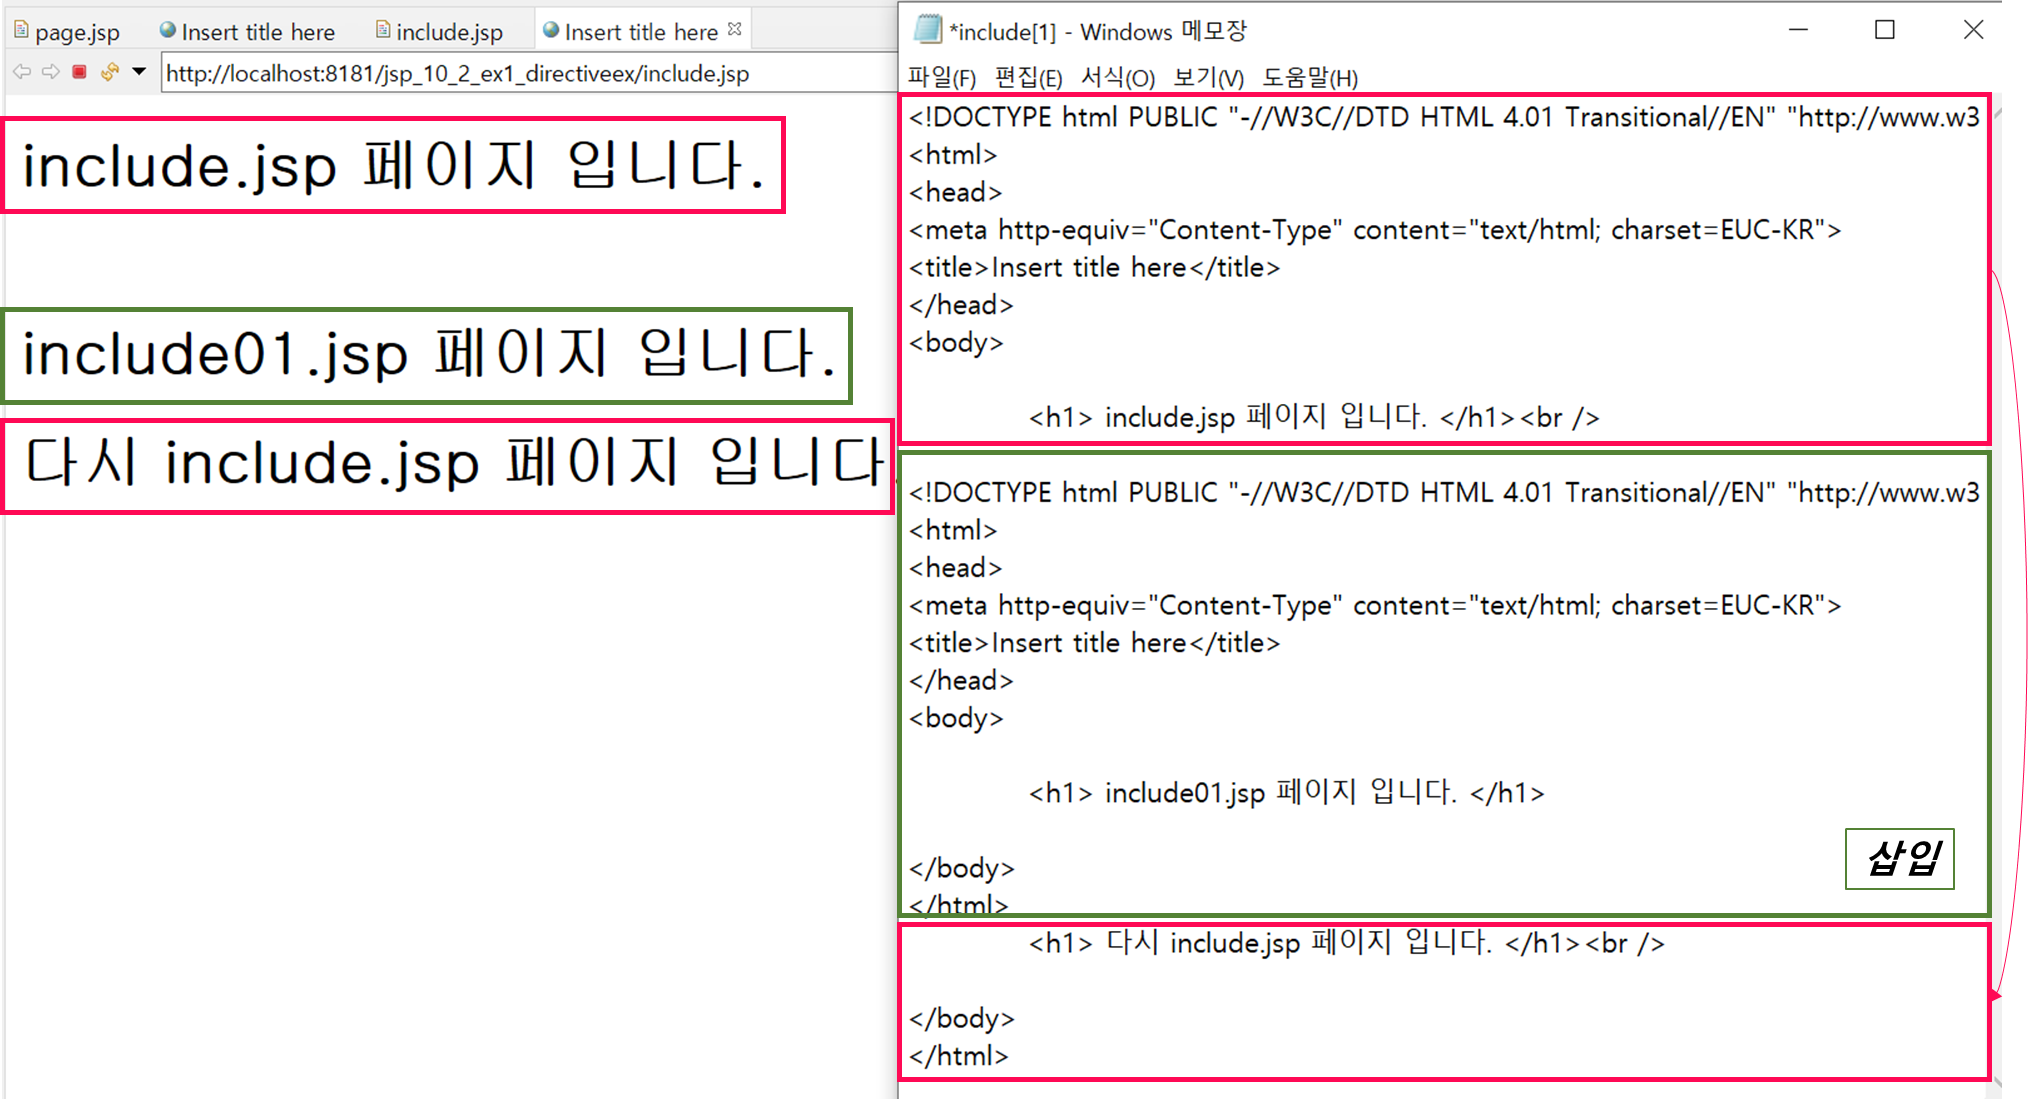 page.jsp
Insert title here
include.jsp
Insert title here
http://localhost:8181/jsp_10_2_ex1_directiveex/include.jsp
include.jsp 페이지 입니다.
include01.jsp 페이지 입니다.
다시 include.jsp 페이지 입니다
*include[1] - Windows 메모장
파일(F) 편집(E) 서식(O) 보기(V) 도움말(H)
<!DOCTYPE html PUBLIC "-//W3C//DTD HTML 4.01 Transitional//EN" "http://www.w3
<html>
<head>
<meta http-equiv="Content-Type" content="text/html; charset=EUC-KR">
<title>Insert title here</title>
</head>
<body>
<h1> include.jsp 페이지 입니다. </h1><br />
<!DOCTYPE html PUBLIC "-//W3C//DTD HTML 4.01 Transitional//EN" "http://www.w3
<html>
<head>
<meta http-equiv="Content-Type" content="text/html; charset=EUC-KR">
<title>Insert title here</title>
</head>
<body>
<h1> include01.jsp 페이지 입니다. </h1>
삽입
</body>
</html>
<h1> 다시 include.jsp 페이지 입니다. </h1><br />
</body>
</html>